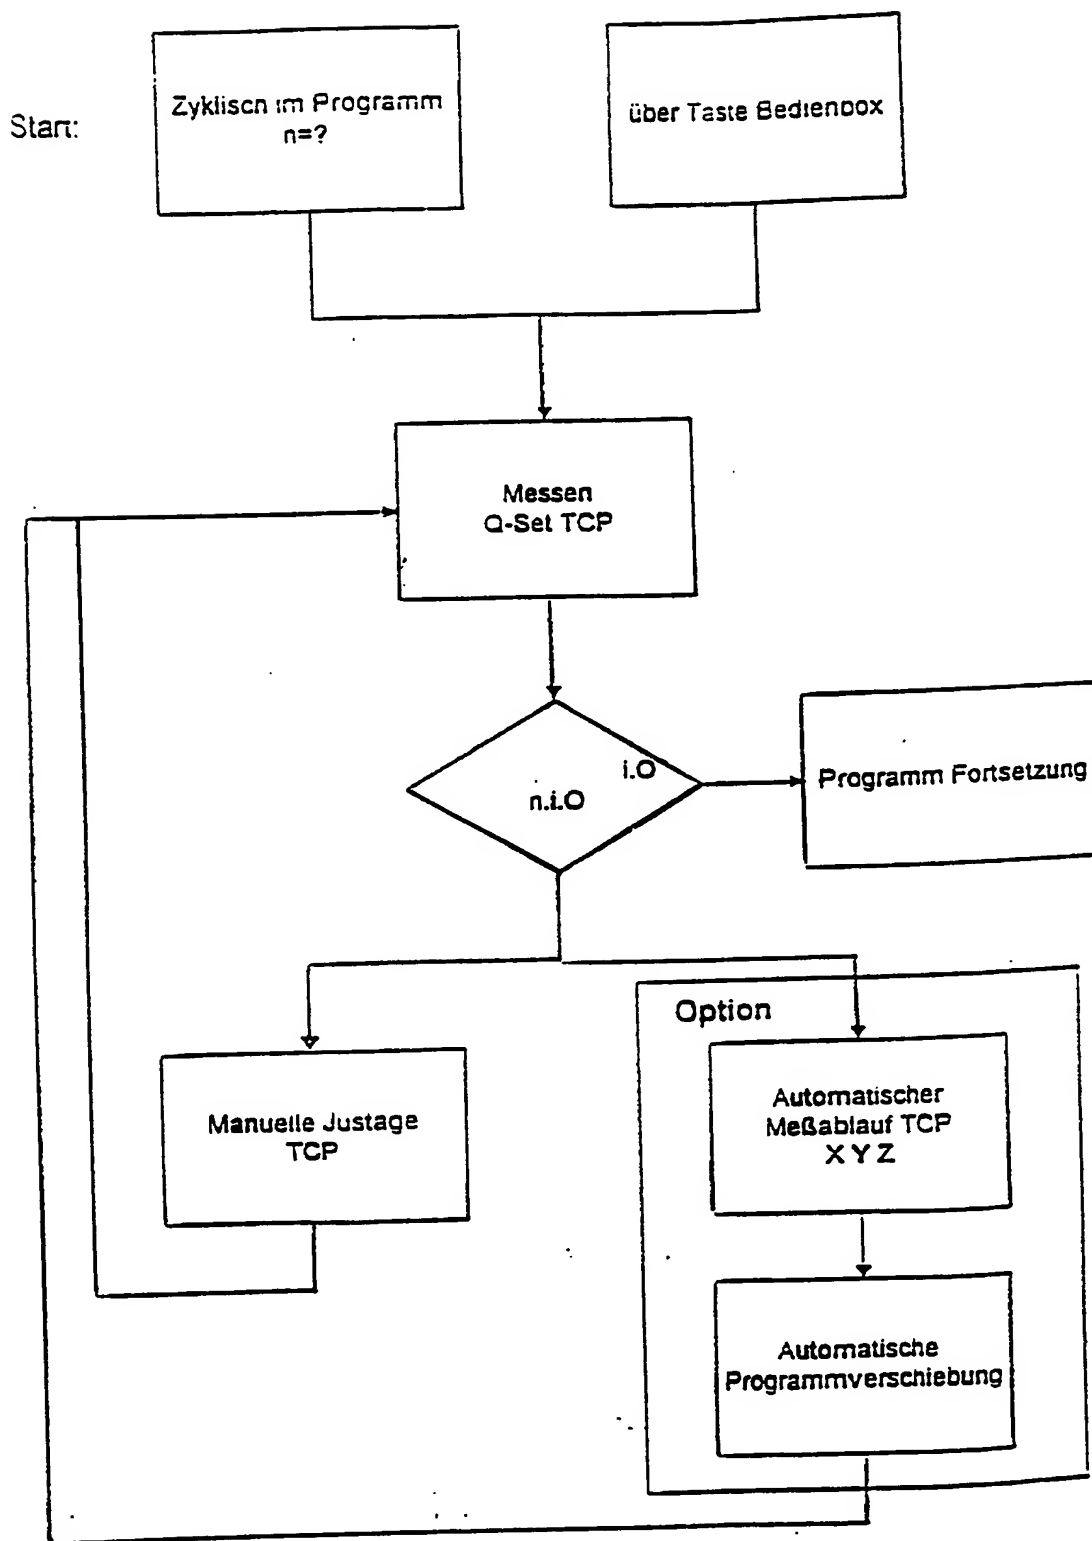 Start:
Zyklisch im Programm
n=?
über Taste Bedienbox
Messen
Q-Set TCP
i.O
n.i.O
Programm Fortsetzung
Option
Manuelle Justage
TCP
Automatischer
Meßablauf TCP
X Y Z
Automatische
Programmverschiebung